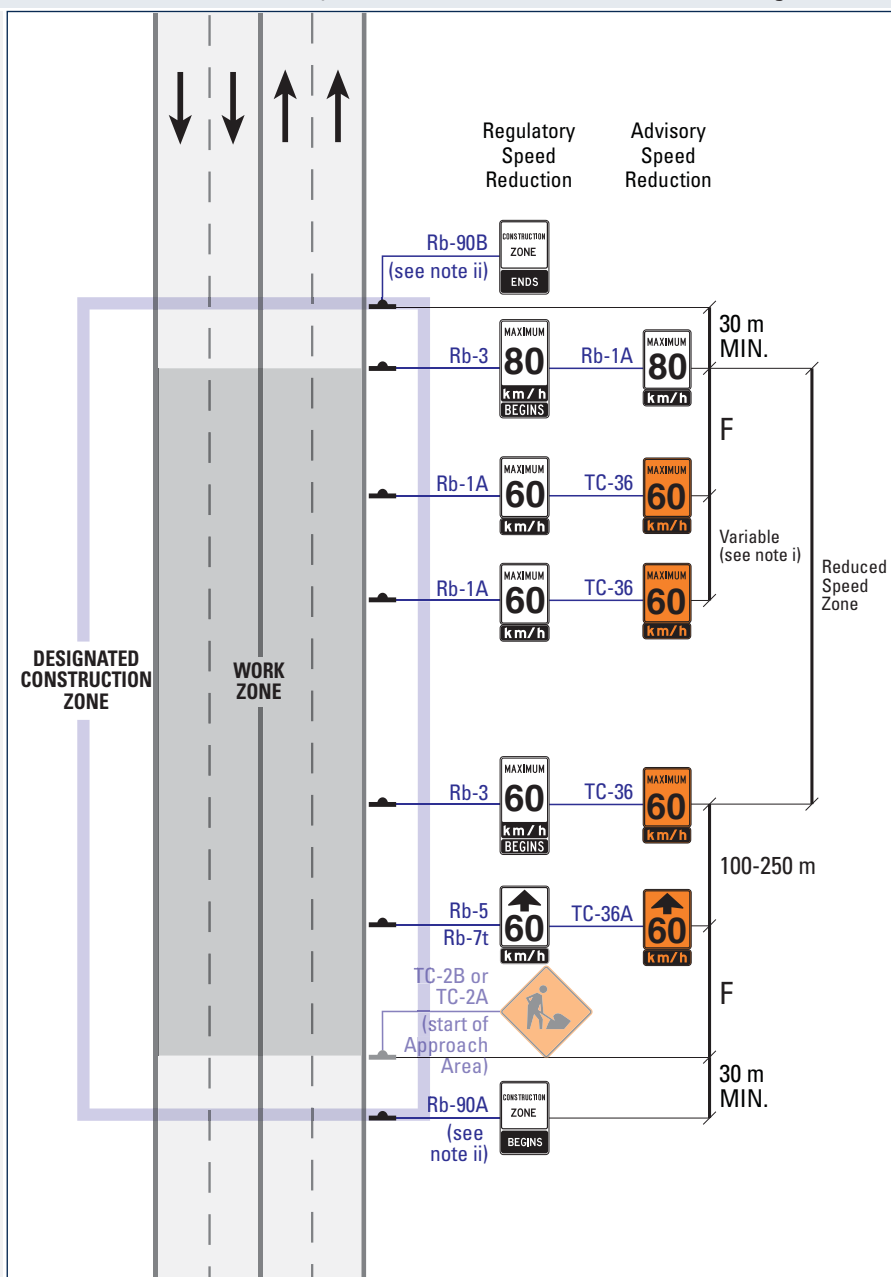 Regulatory
Speed
Reduction
Advisory
Speed
Reduction
Rb-90B
(see note ii)
CONSTRUCTION
ZONE
ENDS
30 m
MIN.
Rb-3
MAXIMUM
80
km/h
BEGINS
Rb-1A
MAXIMUM
80
km/h
F
Rb-1A
MAXIMUM
60
km/h
TC-36
MAXIMUM
60
km/h
Variable
(see note i)
Reduced
Speed
Zone
Rb-1A
MAXIMUM
60
km/h
TC-36
MAXIMUM
60
km/h
DESIGNATED
CONSTRUCTION
ZONE
WORK
ZONE
Rb-3
MAXIMUM
60
km/h
BEGINS
TC-36
MAXIMUM
60
km/h
100-250 m
Rb-5
Rb-7t
60
km/h
TC-36A
60
km/h
TC-2B or
TC-2A
(start of
Approach
Area)
F
30 m
MIN.
Rb-90A
(see
note ii)
CONSTRUCTION
ZONE
BEGINS